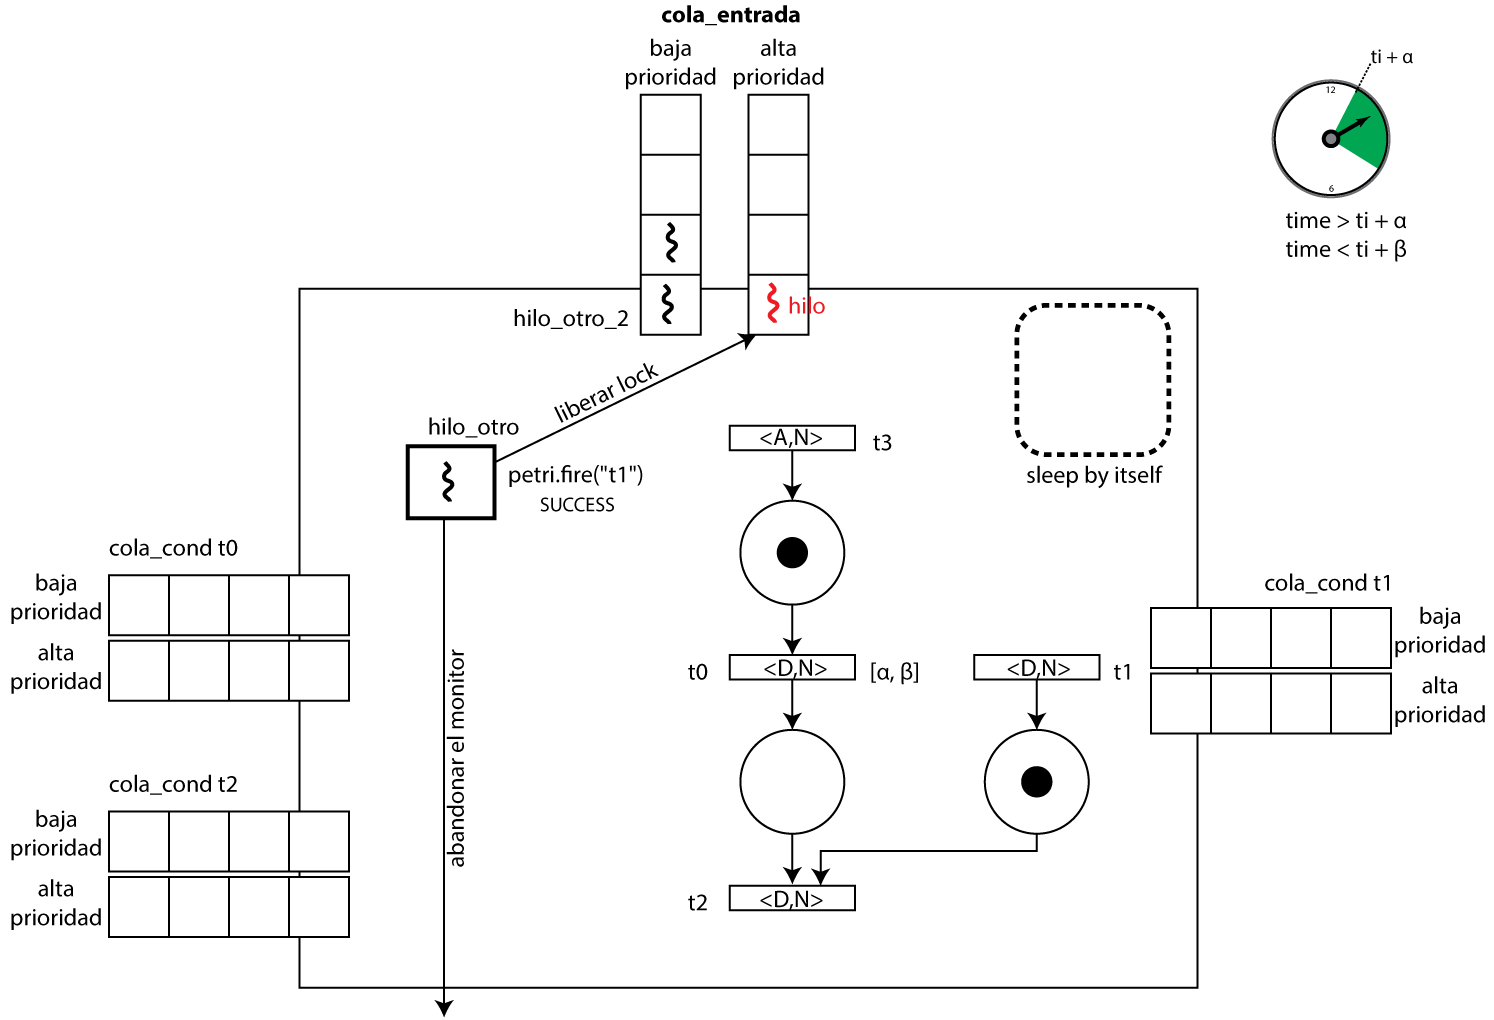 cola_entrada
baja
prioridad
alta
prioridad
ti + α
12
6
time > ti + α
time < ti + β
hilo
hilo_otro_2
liberar lock
hilo_otro
petri.fire("t1")
SUCCESS
<A,N>
t3
sleep by itself
cola_cond t0
baja
prioridad
alta
prioridad
cola_cond t1
baja
prioridad
alta
prioridad
t0
<D,N>
[α, β]
<D,N>
t1
abandonar el monitor
cola_cond t2
baja
prioridad
alta
prioridad
t2
<D,N>